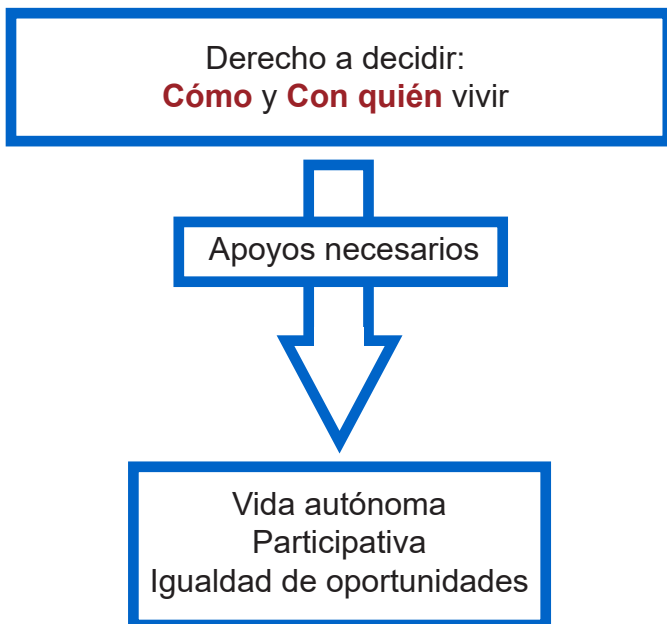 Derecho a decidir:
Cómo y Con quién vivir
Apoyos necesarios
Vida autónoma
Participativa
Igualdad de oportunidades